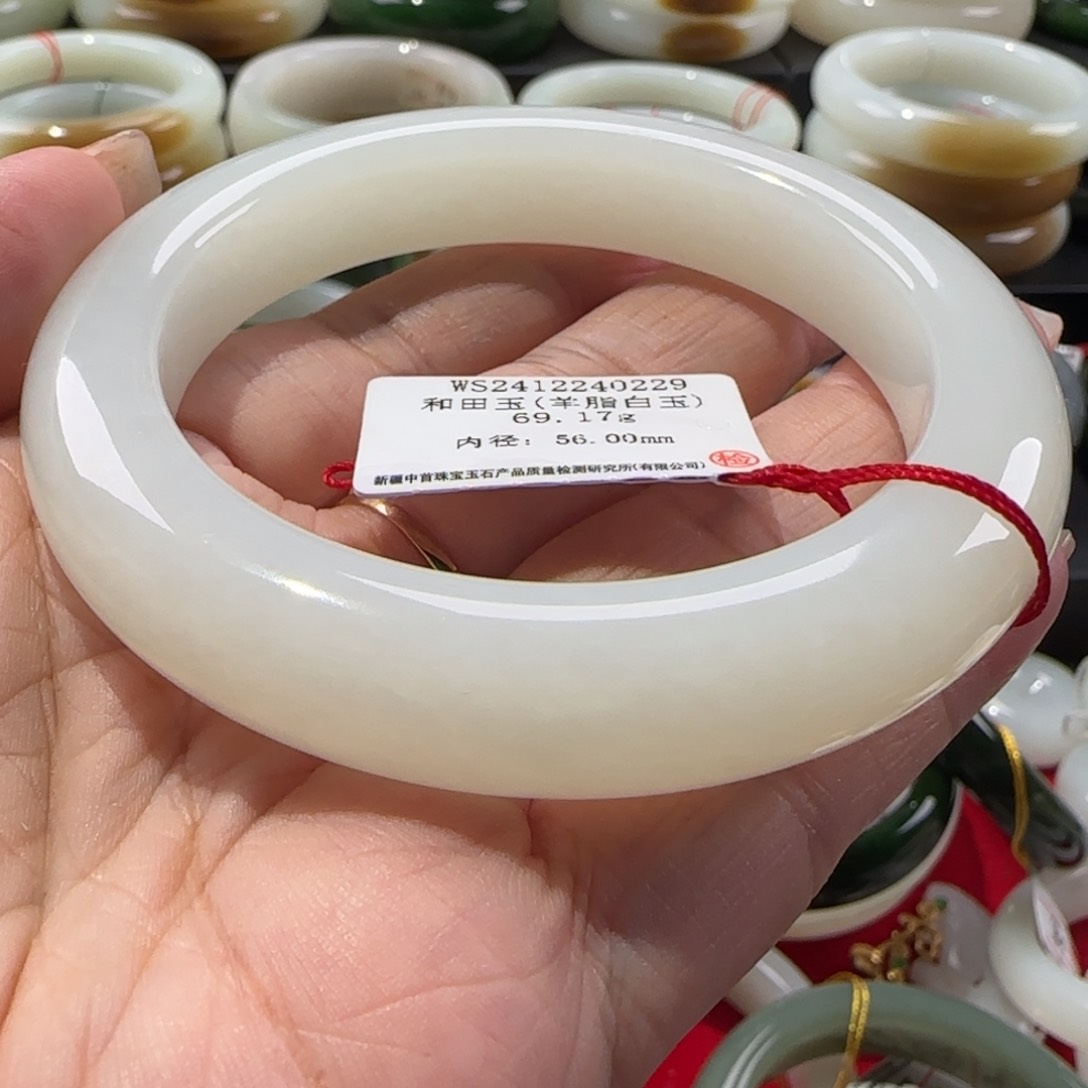 WS2412240229
和田玉(羊脂白玉)
69.17g
内径: 56.00mm
新疆中首珠宝玉石产品质量检测研究所(有限公司)
检